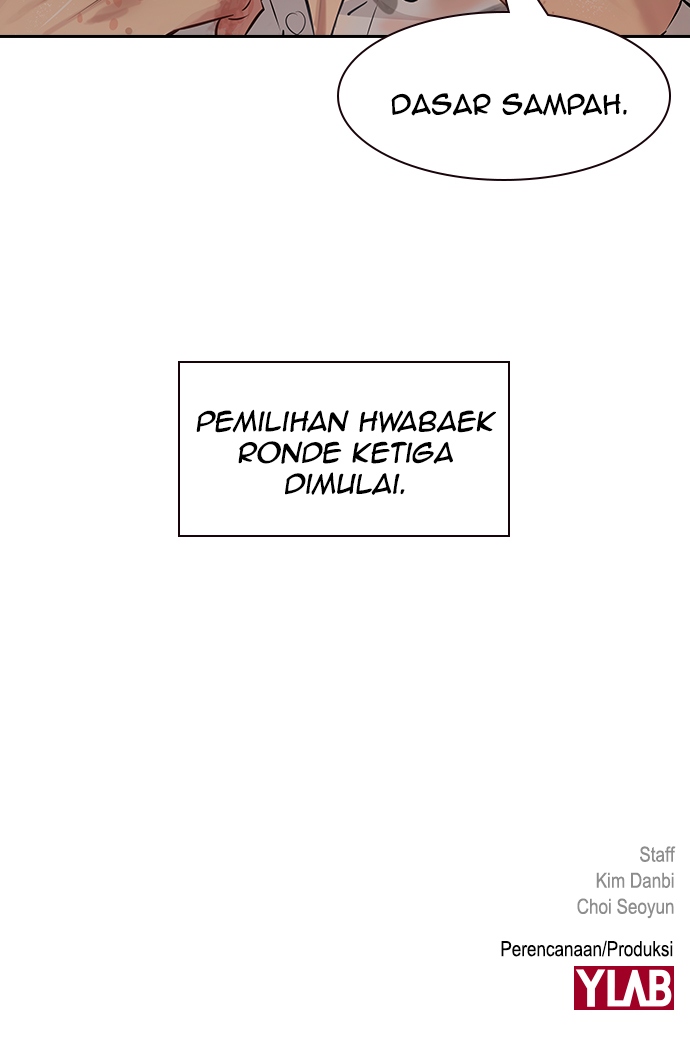 DASAR SAMPAH.
PEMILIHAN HWABAEK
RONDE KETIGA
DIMULAI.
Staff
Kim Danbi
Choi Seoyun
Perencanaan/Produksi
YLAB